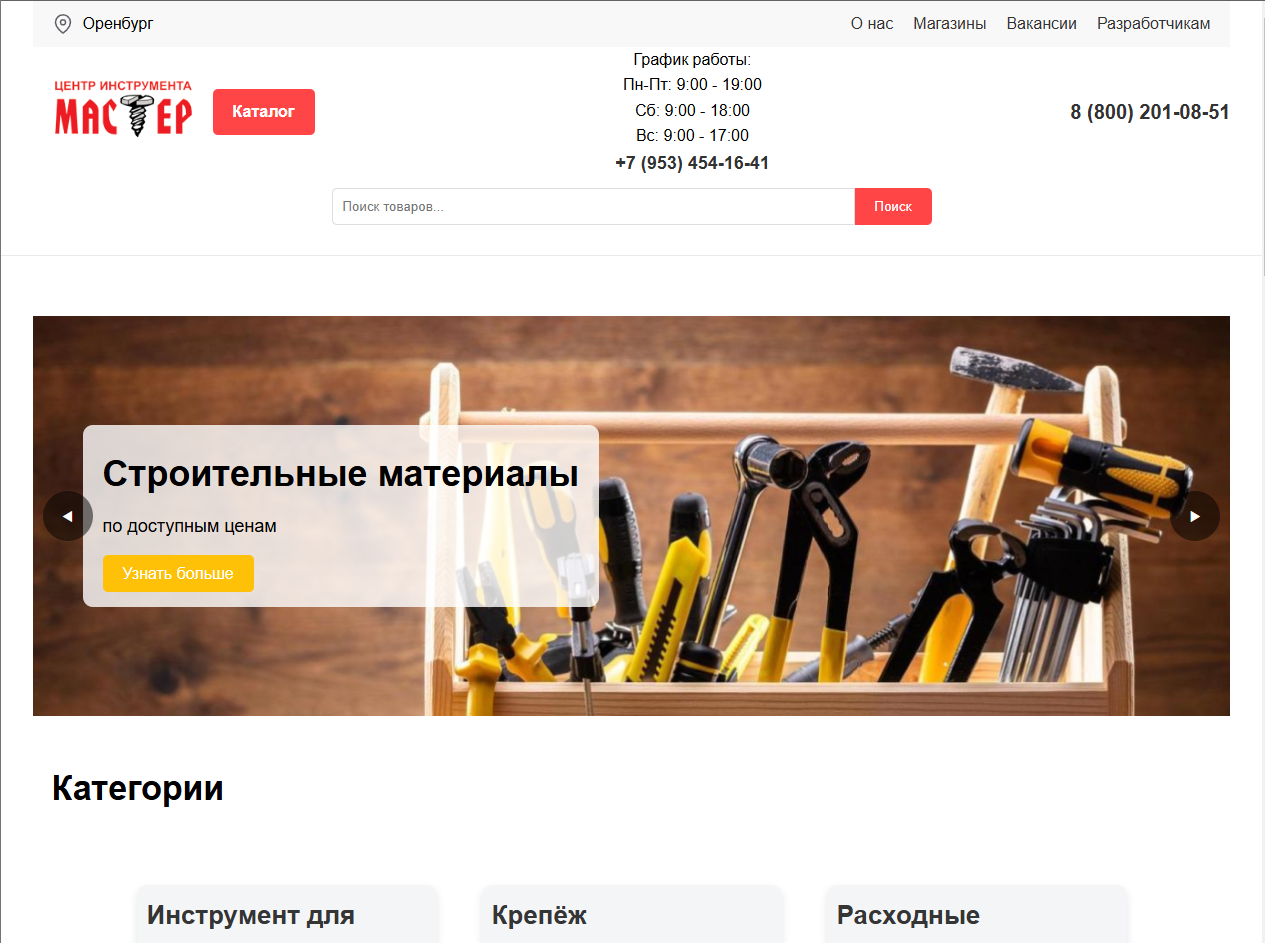 Оренбург
О нас Магазины Вакансии Разработчикам
ЦЕНТР ИНСТРУМЕНТА
МАСТЕР
Каталог
График работы:
Пн-Пт: 9:00 - 19:00
Сб: 9:00 - 18:00
Вс: 9:00 - 17:00
+7 (953) 454-16-41
8 (800) 201-08-51
Поиск товаров...
Поиск
Строительные материалы
по доступным ценам
Узнать больше
Категории
Инструмент для
Крепёж
Расходные